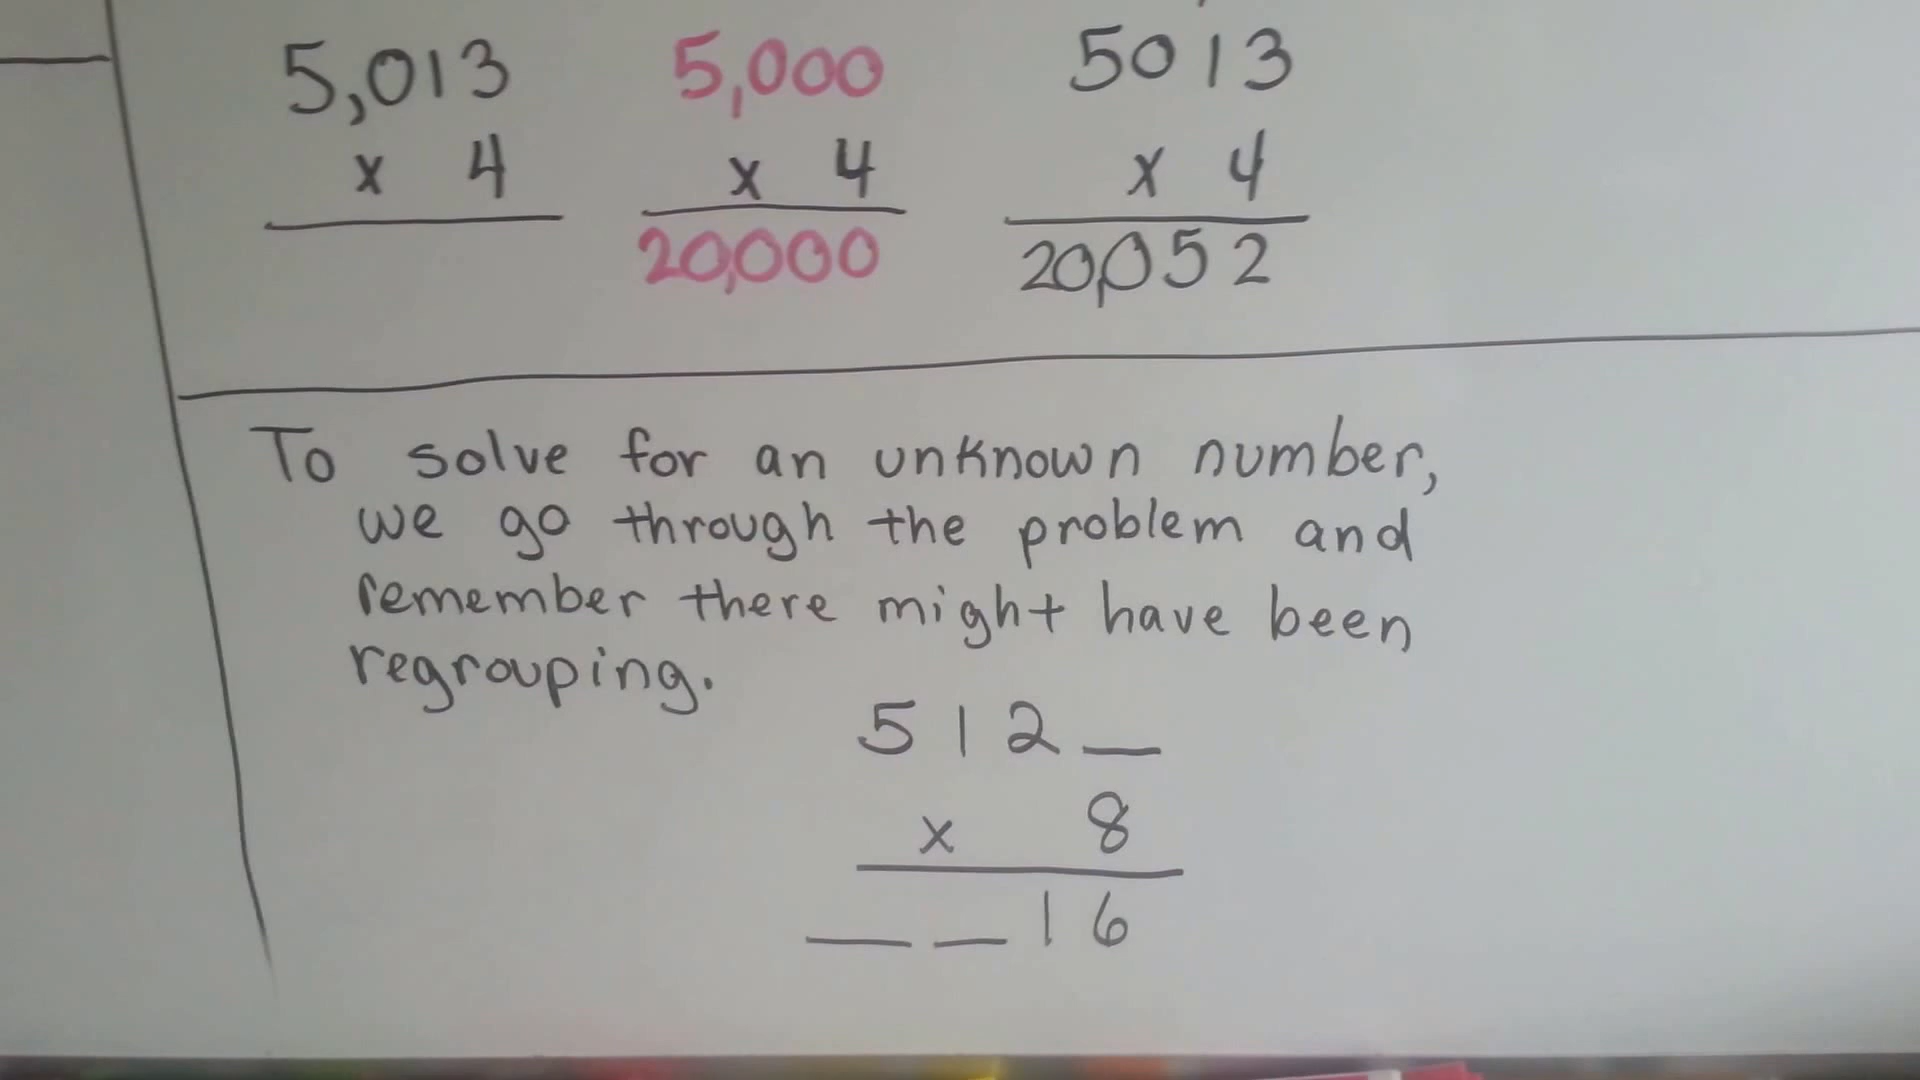 5,013 5,000 5013
x 4 x 4 x 4
20,000 20,052
To solve for an unknown number,
we go through the problem and
remember there might have been
regrouping.
512_
x 8
_ _ 16